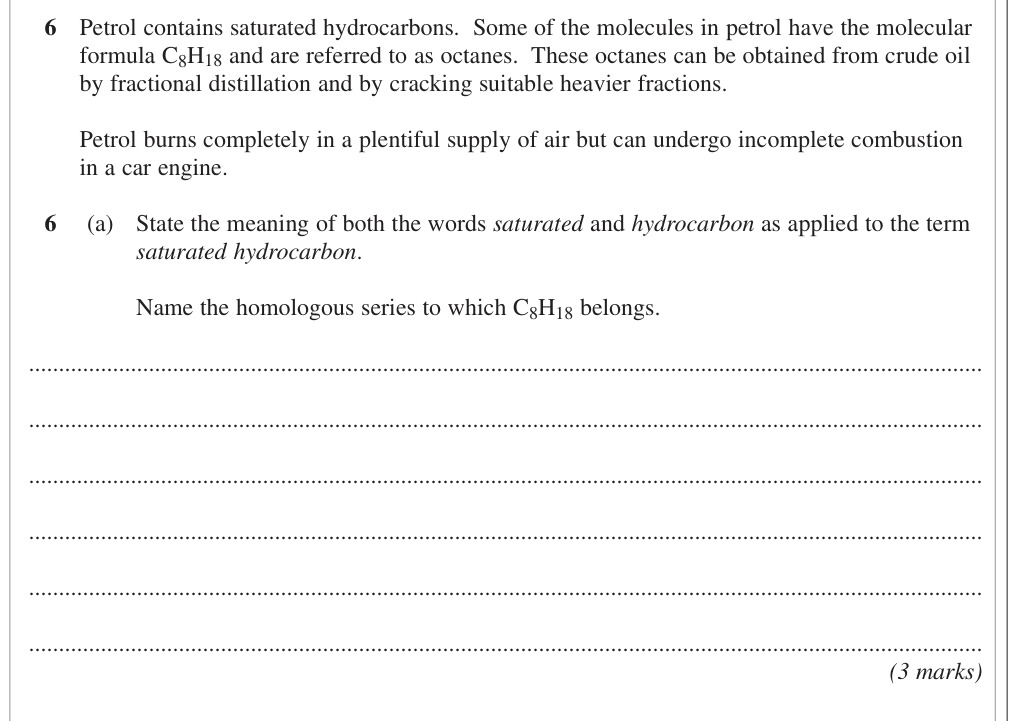 6 Petrol contains saturated hydrocarbons. Some of the molecules in petrol have the molecular
formula C₈H₁₈ and are referred to as octanes. These octanes can be obtained from crude oil
by fractional distillation and by cracking suitable heavier fractions.
Petrol burns completely in a plentiful supply of air but can undergo incomplete combustion
in a car engine.
6 (a) State the meaning of both the words saturated and hydrocarbon as applied to the term
saturated hydrocarbon.
Name the homologous series to which C₈H₁₈ belongs.
(3 marks)